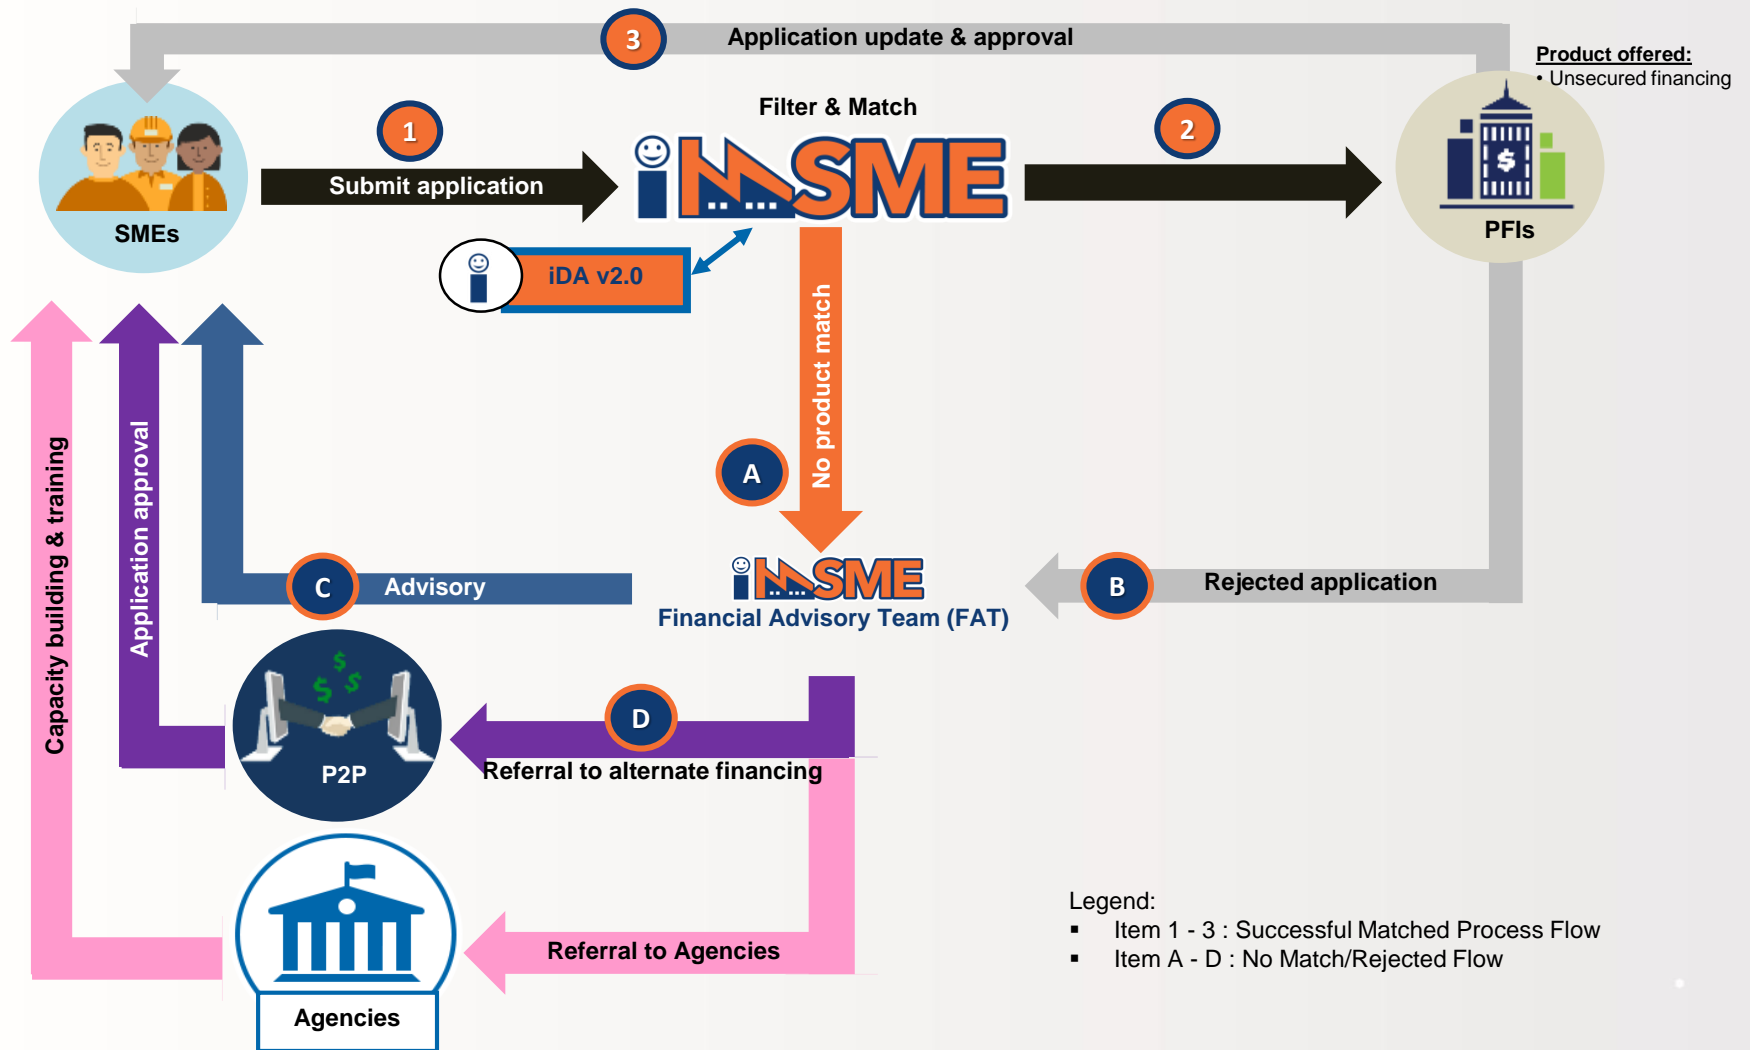 3
Application update & approval
Product offered:
• Unsecured financing
Filter & Match
1
2
Submit application
imSME
SMEs
PFIs
iDA v2.0
No product match
A
Capacity building & training
Application approval
C
Advisory
imSME
Financial Advisory Team (FAT)
B
Rejected application
D
Referral to alternate financing
P2P
Referral to Agencies
Agencies
Legend:
▪ Item 1 - 3 : Successful Matched Process Flow
▪ Item A - D : No Match/Rejected Flow